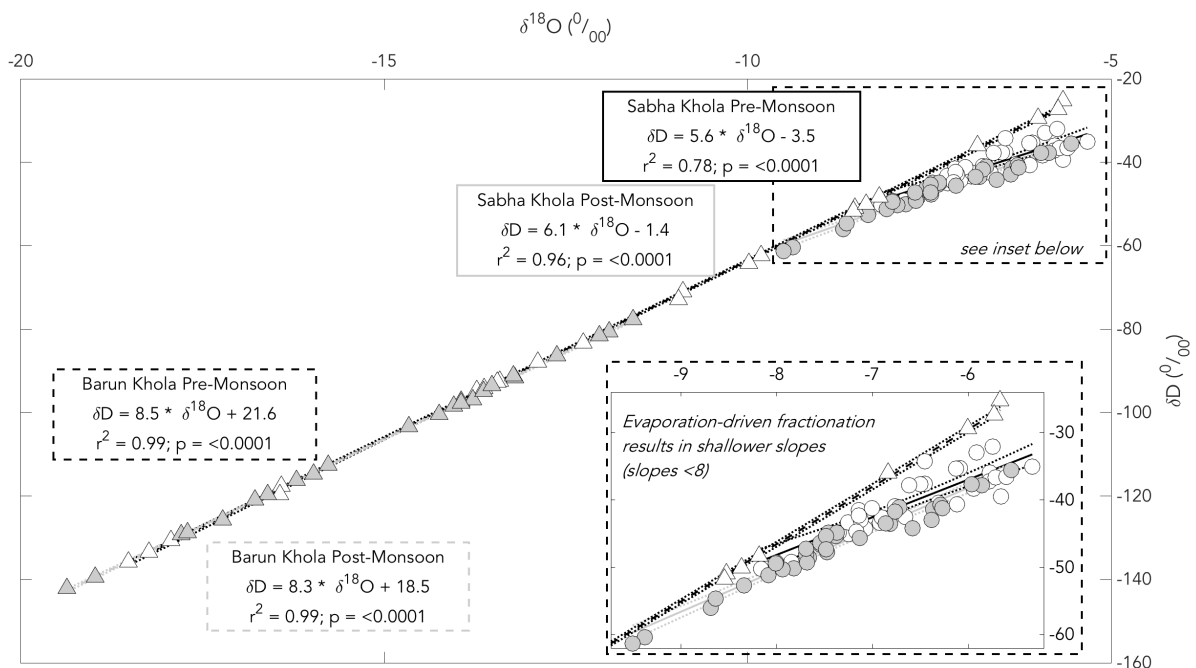 δ18O (0/00)
-20 -15 -10 -5
-20
-40
-60
-80
-100
-120
-140
-160
δD (0/00)
Sabha Khola Pre-Monsoon
δD = 5.6 * δ18O - 3.5
r2 = 0.78; p = <0.0001
Sabha Khola Post-Monsoon
δD = 6.1 * δ18O - 1.4
r2 = 0.96; p = <0.0001
see inset below
Barun Khola Pre-Monsoon
δD = 8.5 * δ18O + 21.6
r2 = 0.99; p = <0.0001
Barun Khola Post-Monsoon
δD = 8.3 * δ18O + 18.5
r2 = 0.99; p = <0.0001
-9 -8 -7 -6
Evaporation-driven fractionation
results in shallower slopes
(slopes <8)
-30
-40
-50
-60